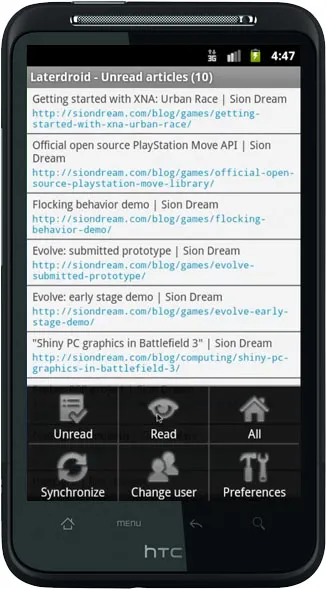 3G 4:47
Laterdroid - Unread articles (10)
Getting started with XNA: Urban Race | Sion Dream
http://siondream.com/blog/games/getting-
started-with-xna-urban-race/
Official open source PlayStation Move API | Sion
Dream
http://siondream.com/blog/games/official-open-
source-playstation-move-library/
Flocking behavior demo | Sion Dream
http://siondream.com/blog/games/flocking-
behavior-demo/
Evolve: submitted prototype | Sion Dream
http://siondream.com/blog/games/evolve-
submitted-prototype/
Evolve: early stage demo | Sion Dream
http://siondream.com/blog/games/evolve-early-
stage-demo/
"Shiny PC graphics in Battlefield 3" | Sion Dream
http://siondream.com/blog/computing/shiny-pc-
graphics-in-battlefield-3/
Unread Read All
Synchronize Change user Preferences
MENU
hTC